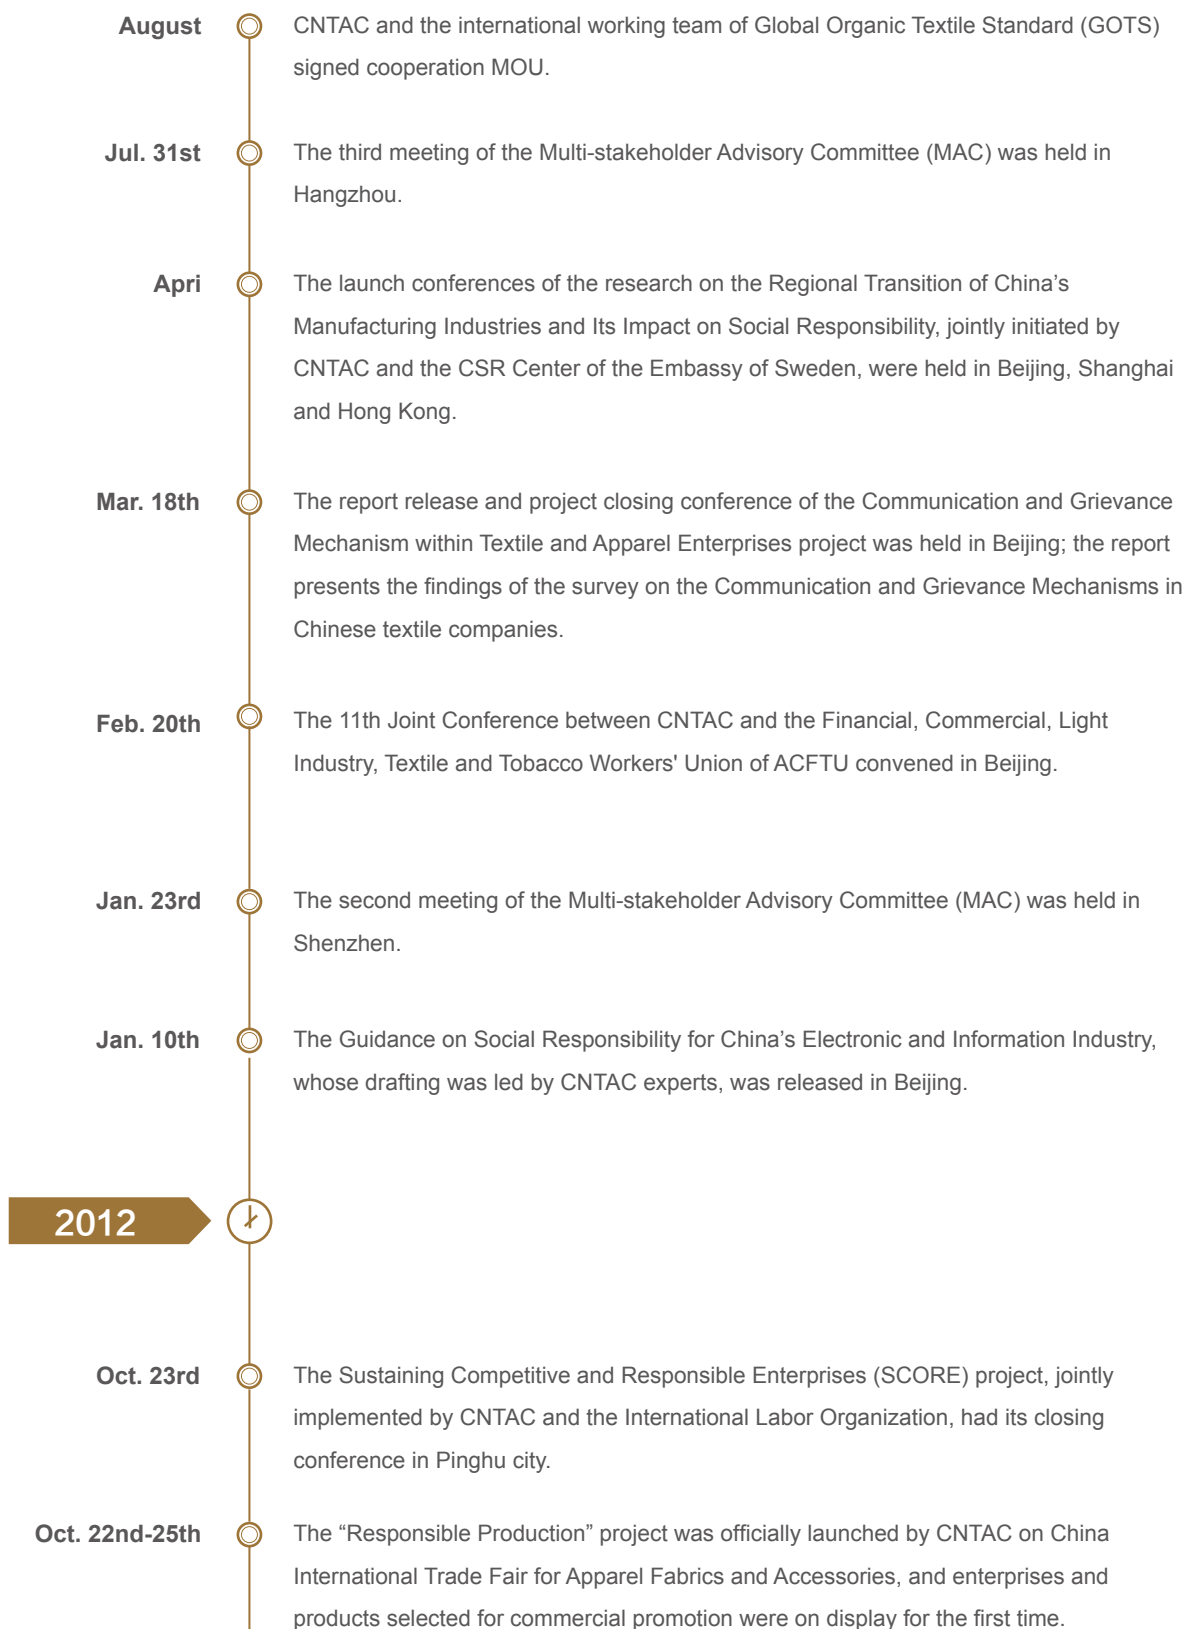 August
CNTAC and the international working team of Global Organic Textile Standard (GOTS)
signed cooperation MOU.
Jul. 31st
The third meeting of the Multi-stakeholder Advisory Committee (MAC) was held in
Hangzhou.
Apri
The launch conferences of the research on the Regional Transition of China’s
Manufacturing Industries and Its Impact on Social Responsibility, jointly initiated by
CNTAC and the CSR Center of the Embassy of Sweden, were held in Beijing, Shanghai
and Hong Kong.
Mar. 18th
The report release and project closing conference of the Communication and Grievance
Mechanism within Textile and Apparel Enterprises project was held in Beijing; the report
presents the findings of the survey on the Communication and Grievance Mechanisms in
Chinese textile companies.
Feb. 20th
The 11th Joint Conference between CNTAC and the Financial, Commercial, Light
Industry, Textile and Tobacco Workers' Union of ACFTU convened in Beijing.
Jan. 23rd
The second meeting of the Multi-stakeholder Advisory Committee (MAC) was held in
Shenzhen.
Jan. 10th
The Guidance on Social Responsibility for China’s Electronic and Information Industry,
whose drafting was led by CNTAC experts, was released in Beijing.
2012
Oct. 23rd
The Sustaining Competitive and Responsible Enterprises (SCORE) project, jointly
implemented by CNTAC and the International Labor Organization, had its closing
conference in Pinghu city.
Oct. 22nd-25th
The “Responsible Production” project was officially launched by CNTAC on China
International Trade Fair for Apparel Fabrics and Accessories, and enterprises and
products selected for commercial promotion were on display for the first time.